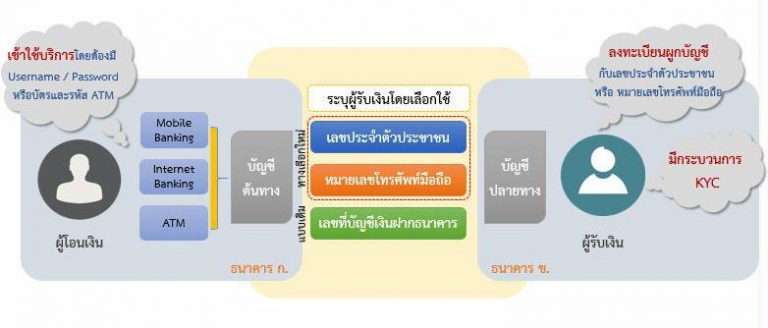 เข้าใช้บริการโดยต้องมี
Username / Password
หรือบัตรและรหัส ATM
Mobile
Banking
Internet
Banking
ATM
ผู้โอนเงิน
บัญชี
ต้นทาง
ธนาคาร ก.
ระบุผู้รับเงินโดยเลือกใช้
ทางเลือกใหม่
เลขประจำตัวประชาชน
หมายเลขโทรศัพท์มือถือ
แบบเดิม
เลขที่บัญชีเงินฝากธนาคาร
บัญชี
ปลายทาง
ธนาคาร ข.
ลงทะเบียนผูกบัญชี
กับเลขประจำตัวประชาชน
หรือ หมายเลขโทรศัพท์มือถือ
มีกระบวนการ
KYC
ผู้รับเงิน